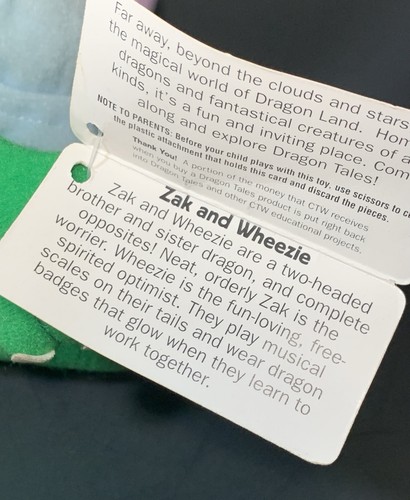 Far away, beyond the clouds and stars
the magical world of Dragon Land.
dragons and fantastical creatures of
kinds, it's a fun and inviting place.
along and explore Dragon Tales!
NOTE TO PARENTS: Before your child plays with this toy, use scissors to
the plastic attachment that holds this card and discard the pieces.
Thank You! A portion of the money that CTW receives
when you buy a Dragon Tales product is put right back
into Dragon Tales and other CTW educational projects.
Zak and Wheezie
Zak and Wheezie are a two-headed
brother and sister dragon, and complete
opposites! Neat, orderly Zak is the
worrier. Wheezie is the fun-loving, free-
spirited optimist. They play musical
scales on their tails and wear dragon
badges that glow when they learn to
work together.